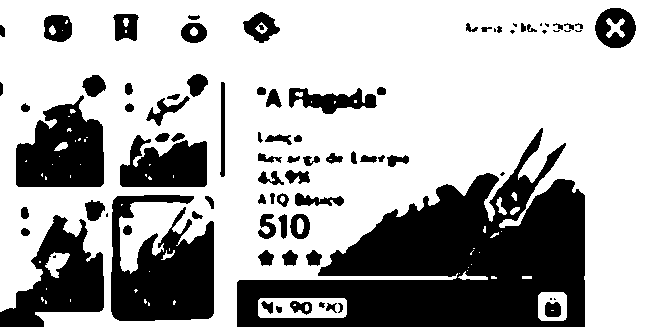 "A Flagada"
Lança
Recarga de Energia
45,9%
ATQ Básico
510
Nv. 90/90